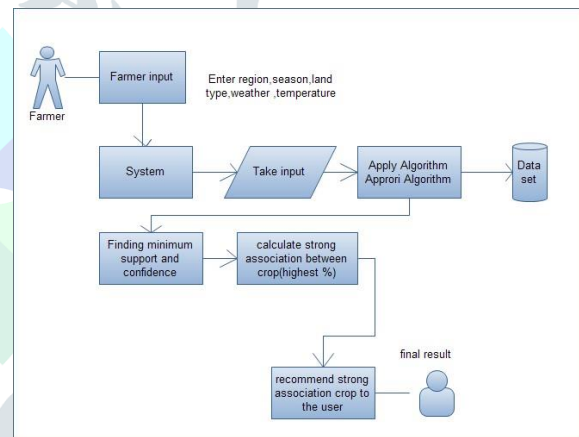 Farmer input
Enter region,season,land
type,weather ,temperature
Farmer
System
Take input
Apply Algorithm
Approri Algorithm
Data
set
Finding minimum
support and
confidence
calculate strong
association between
crop(highest %)
final result
recommend strong
association crop to
the user